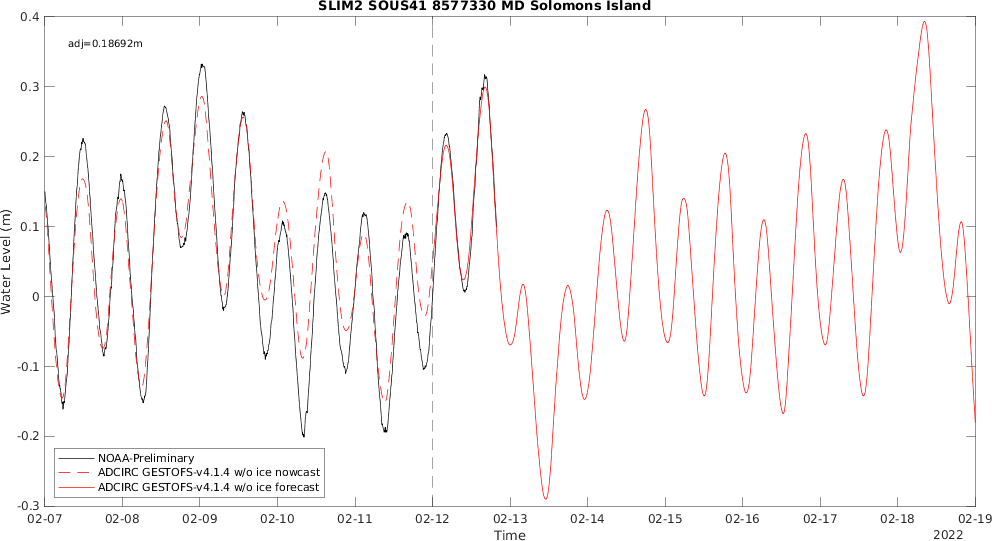 SLIM2 SOUS41 8577330 MD Solomons Island
adj=0.18692m
Water Level (m)
0.4
0.3
0.2
0.1
0
-0.1
-0.2
-0.3
NOAA-Preliminary
ADCIRC GESTOFS-v4.1.4 w/o ice nowcast
ADCIRC GESTOFS-v4.1.4 w/o ice forecast
02-07 02-08 02-09 02-10 02-11 02-12 02-13 02-14 02-15 02-16 02-17 02-18 02-19
Time
2022